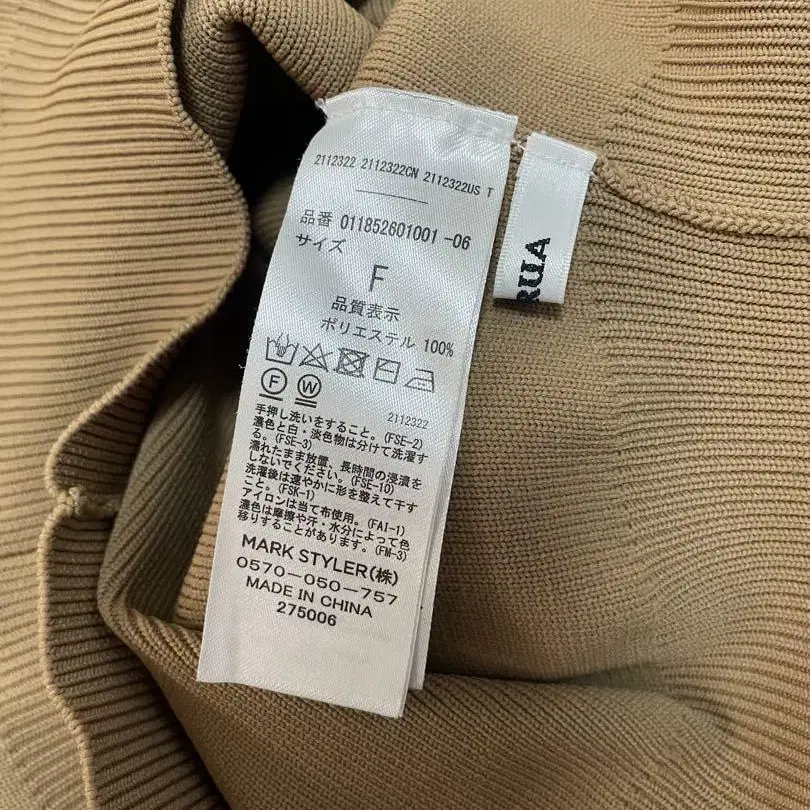 2112322 2112322CN 2112322US T
品番 011852601001 -06
サイズ
F
品質表示
ポリエステル 100%
F W
2112322
手押し洗いをすること。(FSE-2)
濃色と白・淡色物は分けて洗濯す
る。(FSE-3)
濡れたまま放置、長時間の浸漬を
しないでください。(FSE-10)
洗濯後は速やかに形を整えて干す
こと。(FSK-1)
アイロンは当て布使用。(FAI-1)
濃色は摩擦や汗・水分によって色
移りすることがあります。(FM-3)
MARK STYLER(株)
0570-050-757
MADE IN CHINA
275006
RUA